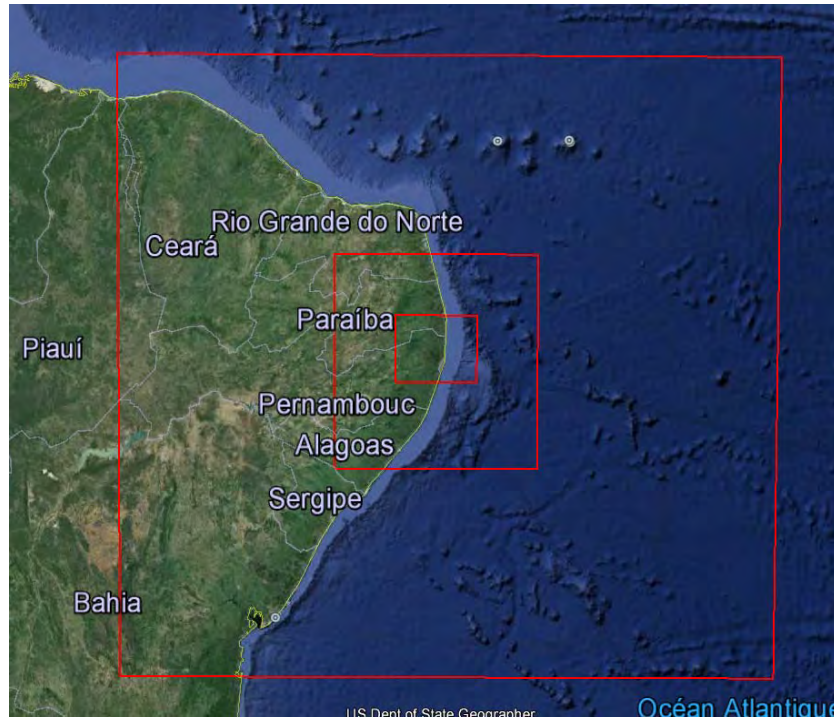 Rio Grande do Norte
Ceará
Paraíba
Piauí
Pernambouc
Alagoas
Sergipe
Bahia
US Dept of State Geographer
Océan Atlantique